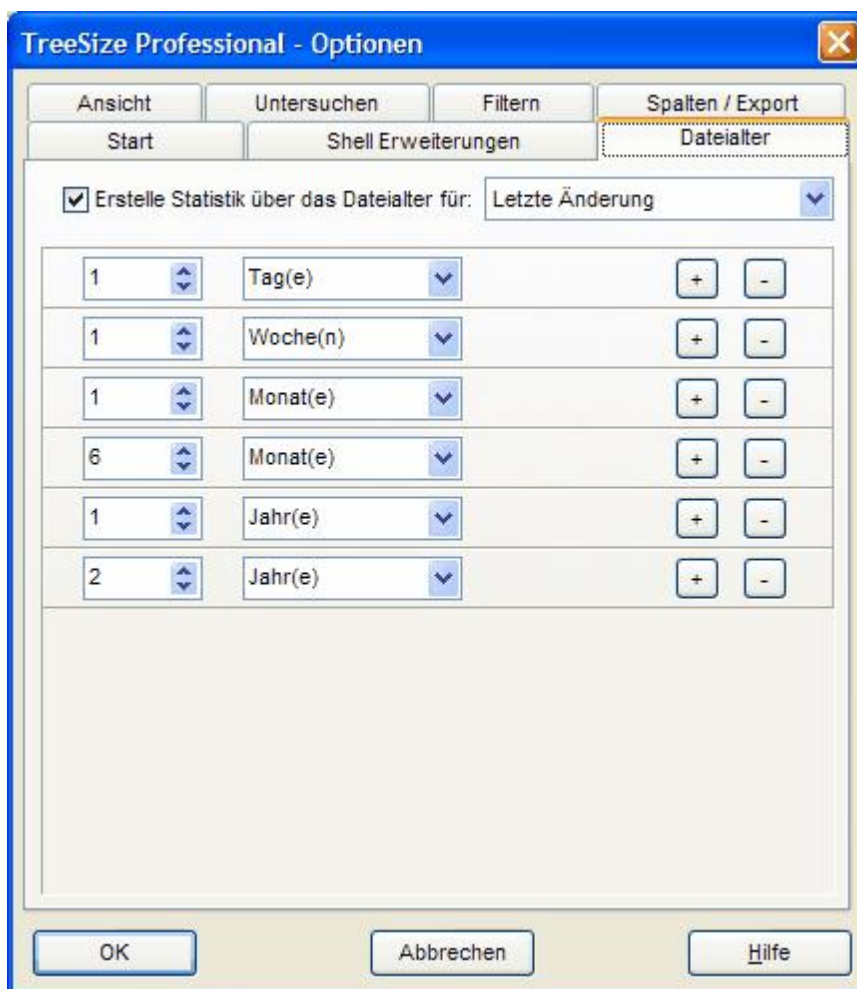 TreeSize Professional - Optionen
Ansicht Untersuchen Filtern Spalten / Export
Start Shell Erweiterungen Dateialter
Erstelle Statistik über das Dateialter für: Letzte Änderung
1 Tag(e) + -
1 Woche(n) + -
1 Monat(e) + -
6 Monat(e) + -
1 Jahr(e) + -
2 Jahr(e) + -
OK Abbrechen Hilfe